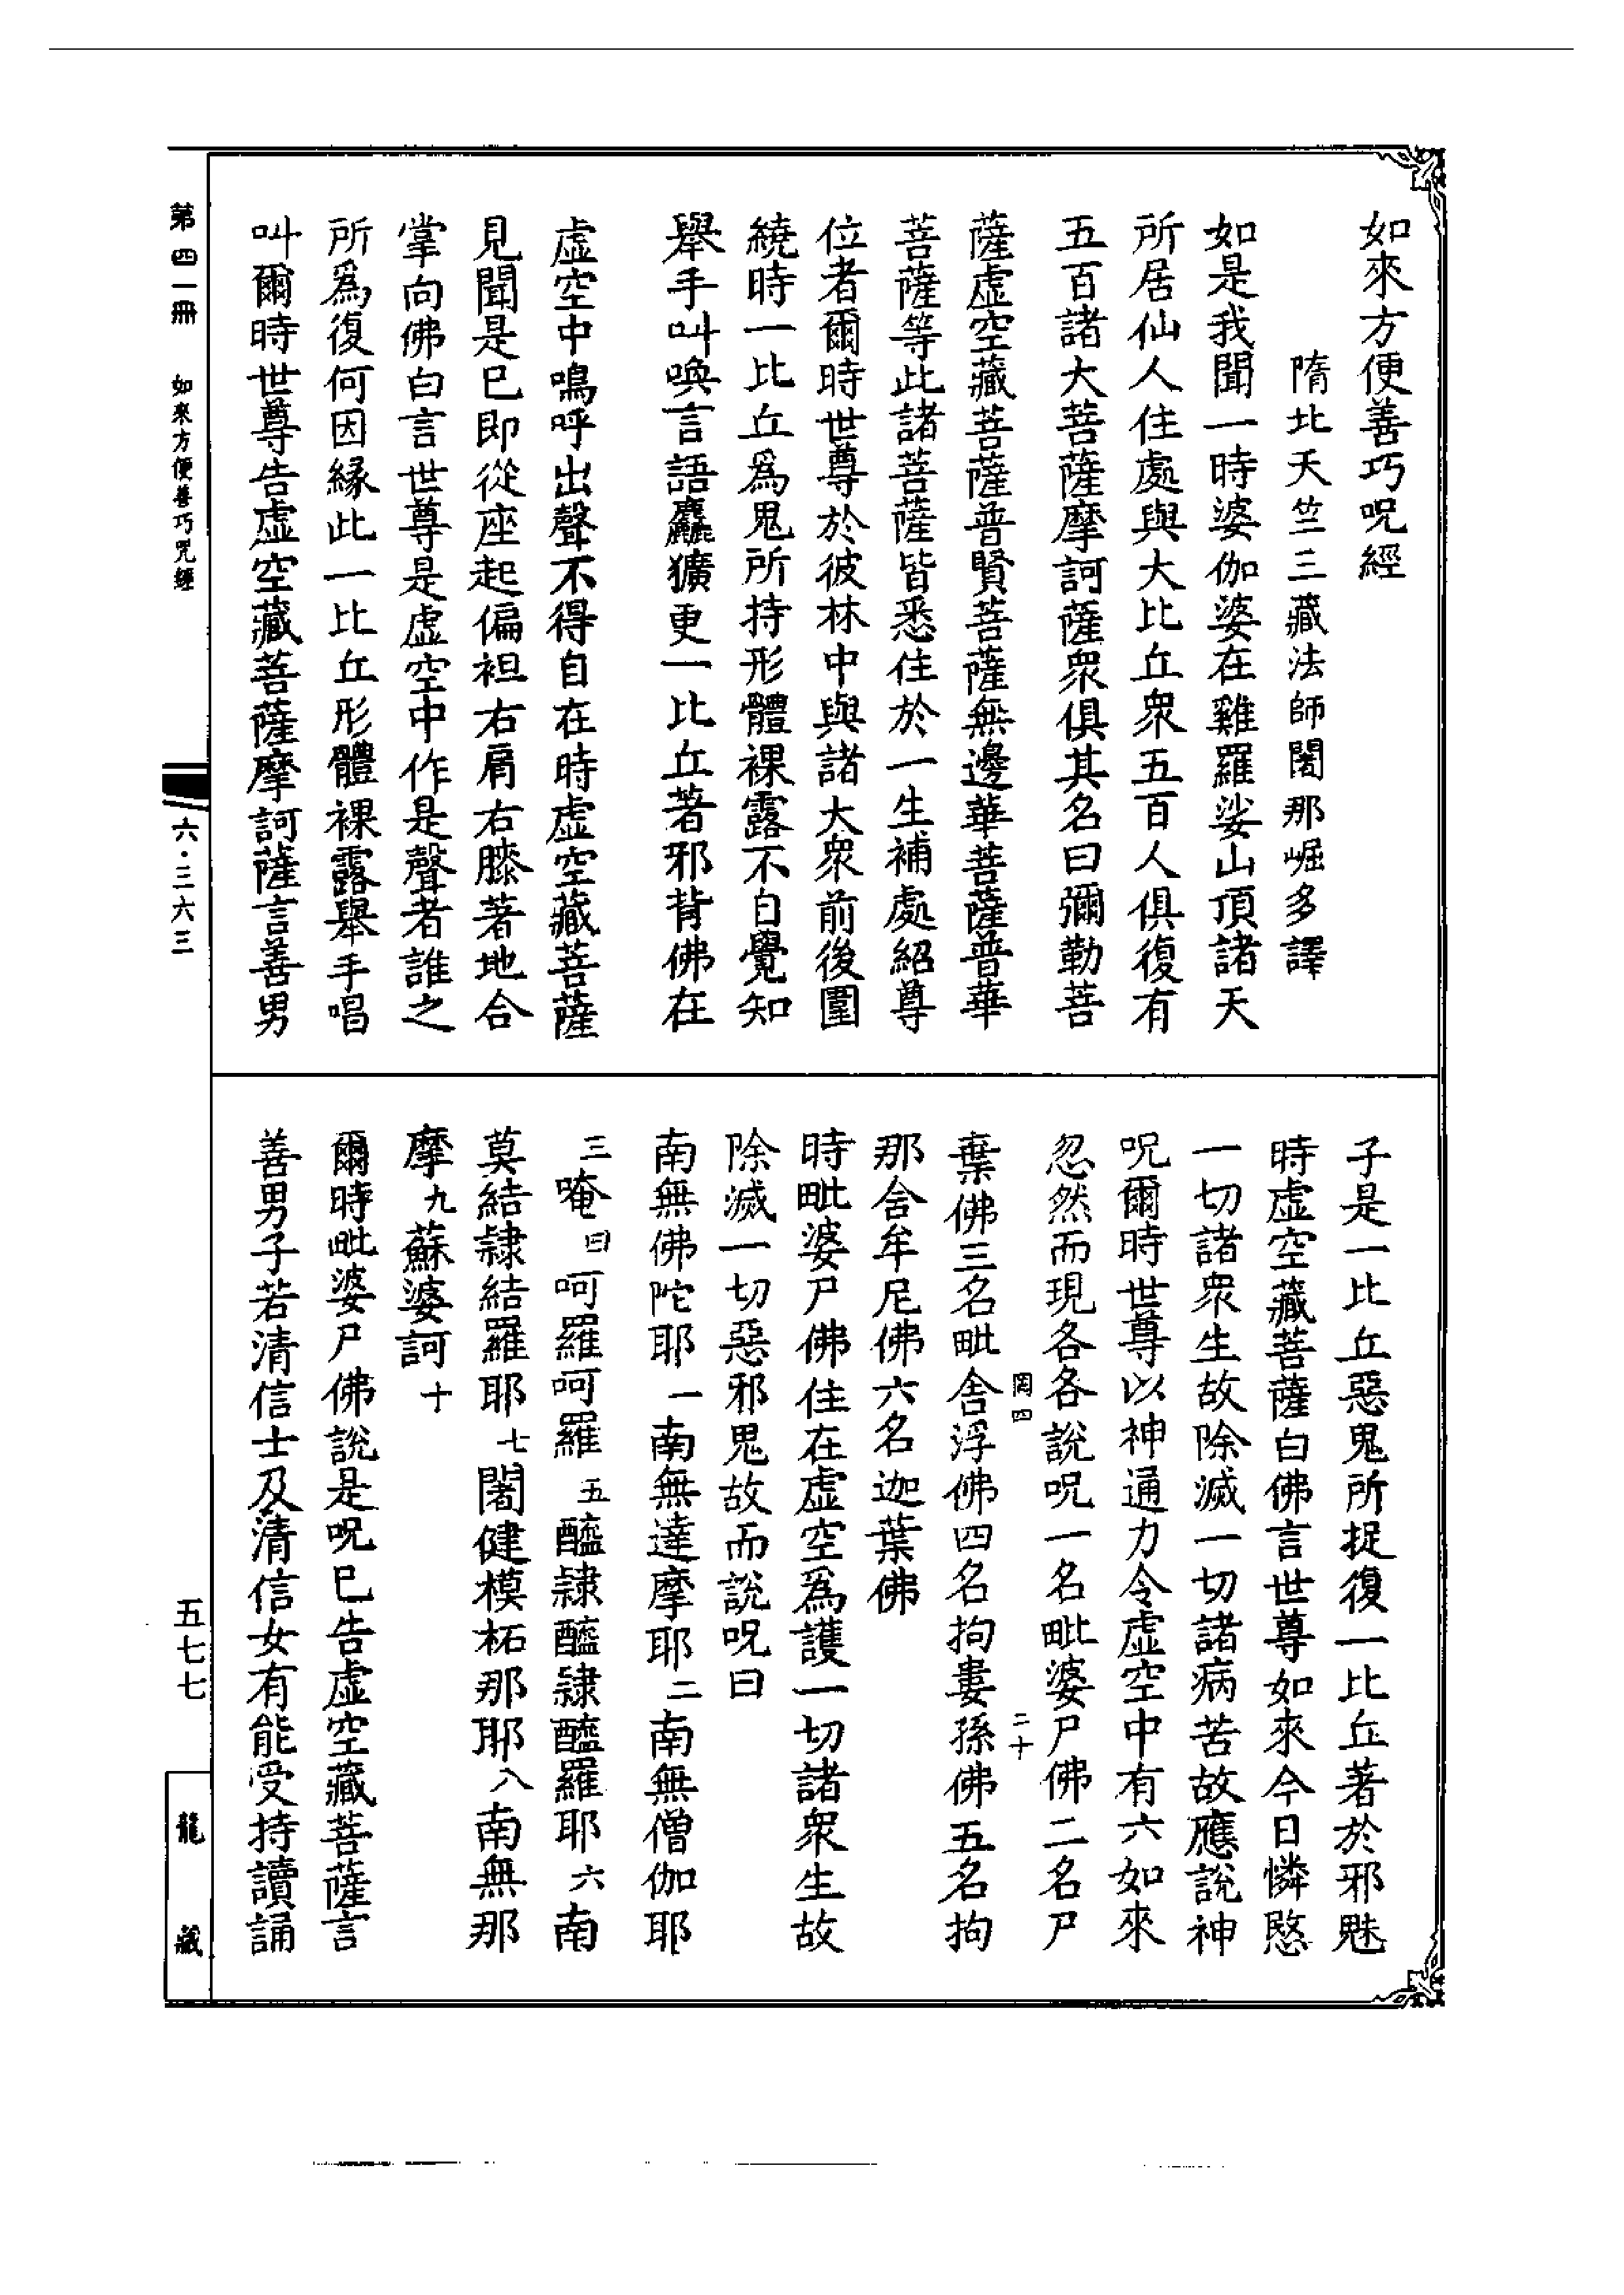 如來方便善巧呪經
隋北天竺三藏法師闍那崛多譯
如是我聞一時婆伽婆在雞羅娑山頂諸天
所居仙人住處與大比丘衆五百人俱復有
五百諸大菩薩摩訶薩衆俱其名曰彌勒菩
薩虛空藏菩薩普賢菩薩無邊華菩薩普華
菩薩等此諸菩薩皆悉住於一生補處紹尊
位者爾時世尊於彼林中與諸大衆前後圍
繞時一比丘爲鬼所持形體裸露不自覺知
舉手叫喚言語麤獷更一比丘著邪背佛在
虛空中鳴呼出聲不得自在時虛空藏菩薩
見聞是已即從座起偏袒右肩右膝著地合
掌向佛白言世尊是虛空中作是聲者誰之
所爲復何因緣此一比丘形體裸露舉手唱
叫爾時世尊告虛空藏菩薩摩訶薩言善男
子是一比丘惡鬼所捉復一比丘著於邪魅
時虛空藏菩薩白佛言世尊如來今日憐愍
一切諸衆生故除滅一切諸病苦故應說神
呪爾時世尊以神通力令虛空中有六如來
忽然而現各各說呪一名毗婆尸佛二名尸
罔四 二十
棄佛三名毗舍浮佛四名拘婁孫佛五名拘
那含牟尼佛六名迦葉佛
時毗婆尸佛住在虛空爲護一切諸衆生故
除滅一切惡邪鬼故而說呪曰
南無佛陀耶一南無達摩耶二南無僧伽耶
三唵四呵羅呵羅五醯隷醯隷醯羅耶六南
莫結隷結羅耶七闍健模柘那耶八南無那
摩九蘇婆訶十
爾時毗婆尸佛說是呪已告虛空藏菩薩言
善男子若清信士及清信女有能受持讀誦
第四一冊 如來方便善巧咒經 六·三六三
五七七
龍藏